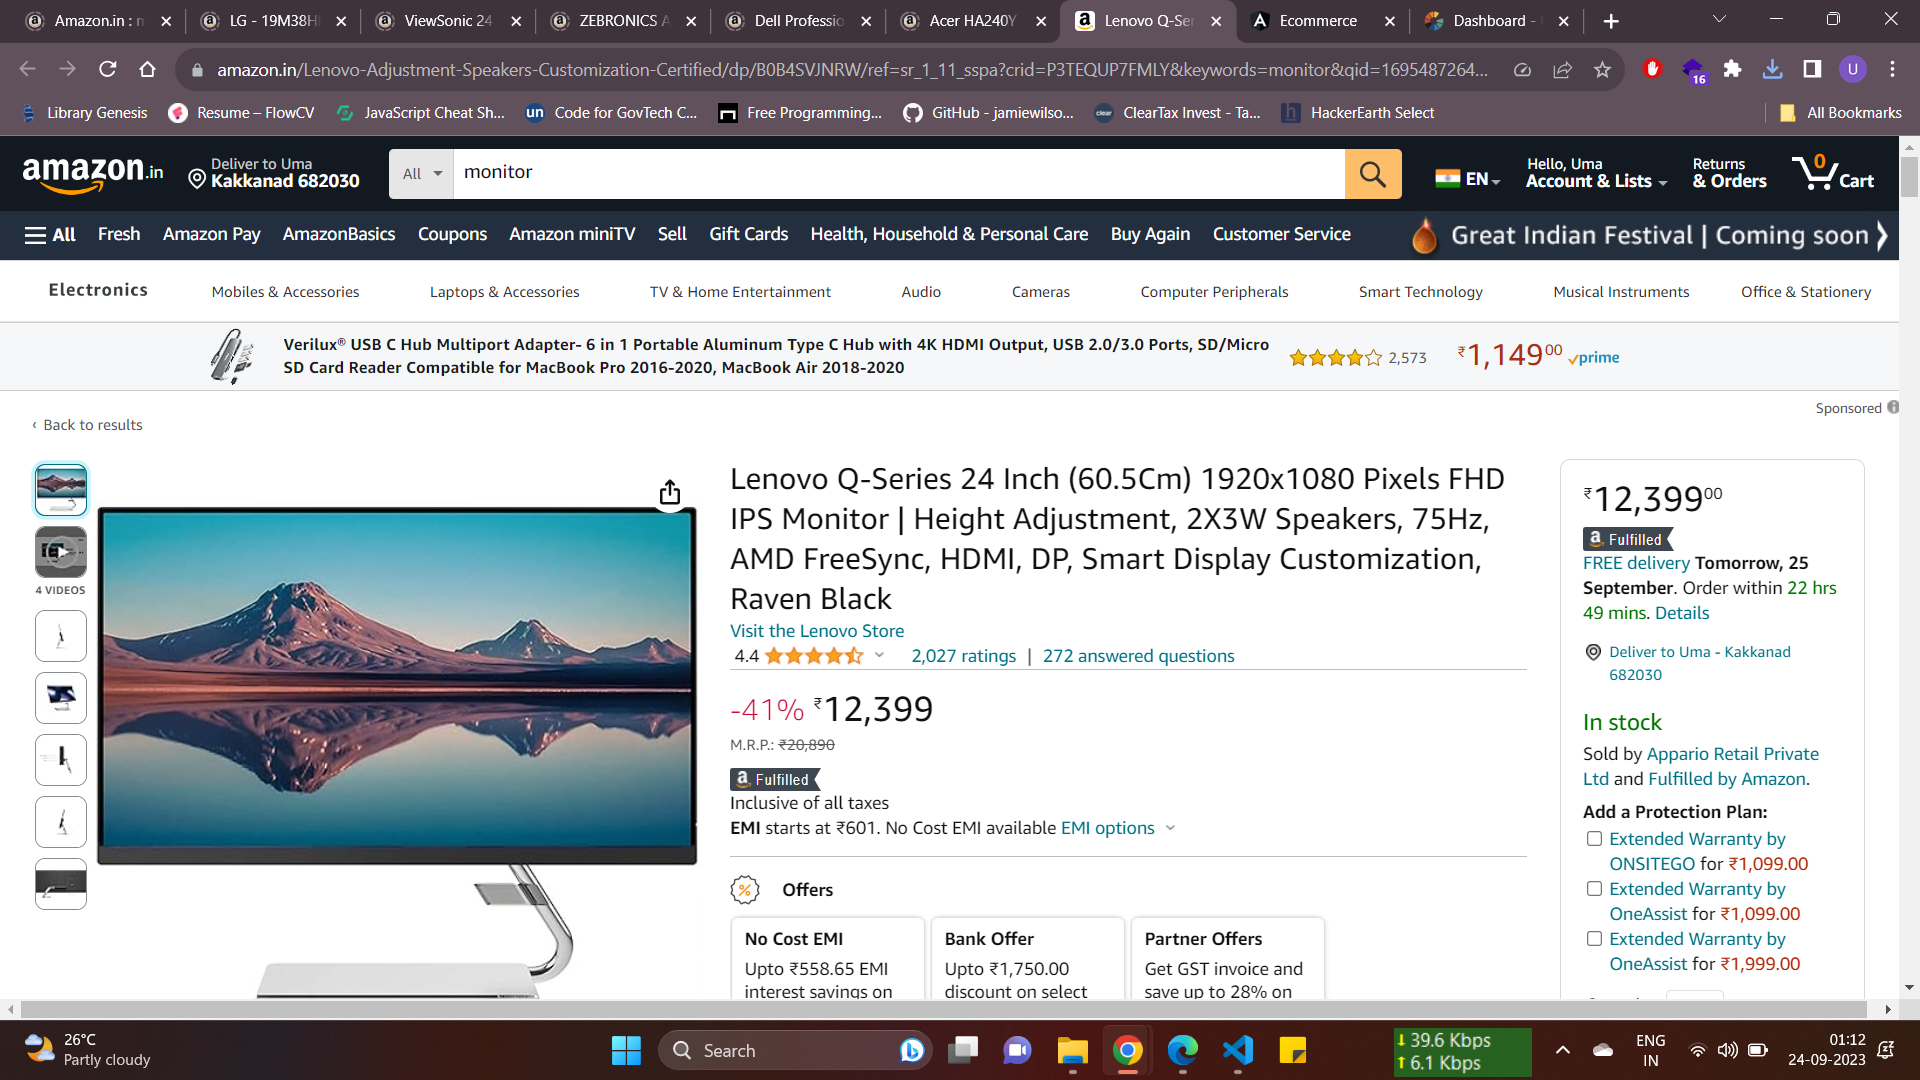 Amazon.in : m
LG - 19M38H
ViewSonic 24
ZEBRONICS A
Dell Professio
Acer HA240Y
Lenovo Q-Ser
Ecommerce
Dashboard -
amazon.in/Lenovo-Adjustment-Speakers-Customization-Certified/dp/B0B4SVJNRW/ref=sr_1_11_sspa?crid=P3TEQUP7FMLY&keywords=monitor&qid=1695487264...
16
U
Library Genesis
Resume – FlowCV
JavaScript Cheat Sh...
un
Code for GovTech C...
Free Programming...
GitHub - jamiewilso...
clear
ClearTax Invest - Ta...
h
HackerEarth Select
All Bookmarks
amazon.in
Deliver to Uma
Kakkanad 682030
All
monitor
EN
Hello, Uma
Account & Lists
Returns
& Orders
0
Cart
All
Fresh
Amazon Pay
AmazonBasics
Coupons
Amazon miniTV
Sell
Gift Cards
Health, Household & Personal Care
Buy Again
Customer Service
Great Indian Festival | Coming soon
Electronics
Mobiles & Accessories
Laptops & Accessories
TV & Home Entertainment
Audio
Cameras
Computer Peripherals
Smart Technology
Musical Instruments
Office & Stationery
Verilux® USB C Hub Multiport Adapter- 6 in 1 Portable Aluminum Type C Hub with 4K HDMI Output, USB 2.0/3.0 Ports, SD/Micro
SD Card Reader Compatible for MacBook Pro 2016-2020, MacBook Air 2018-2020
2,573
₹1,149⁰⁰
prime
Sponsored
‹ Back to results
4 VIDEOS
Lenovo Q-Series 24 Inch (60.5Cm) 1920x1080 Pixels FHD
IPS Monitor | Height Adjustment, 2X3W Speakers, 75Hz,
AMD FreeSync, HDMI, DP, Smart Display Customization,
Raven Black
Visit the Lenovo Store
4.4
2,027 ratings | 272 answered questions
-41% ₹12,399
M.R.P.: ₹20,890
a Fulfilled
Inclusive of all taxes
EMI starts at ₹601. No Cost EMI available EMI options
Offers
No Cost EMI
Upto ₹558.65 EMI
interest savings on
Bank Offer
Upto ₹1,750.00
discount on select
Partner Offers
Get GST invoice and
save up to 28% on
₹12,399⁰⁰
a Fulfilled
FREE delivery Tomorrow, 25
September. Order within 22 hrs
49 mins. Details
Deliver to Uma - Kakkanad
682030
In stock
Sold by Appario Retail Private
Ltd and Fulfilled by Amazon.
Add a Protection Plan:
Extended Warranty by
ONSITEGO for ₹1,099.00
Extended Warranty by
OneAssist for ₹1,099.00
Extended Warranty by
OneAssist for ₹1,999.00
26°C
Partly cloudy
Search
39.6 Kbps
6.1 Kbps
ENG
IN
01:12
24-09-2023